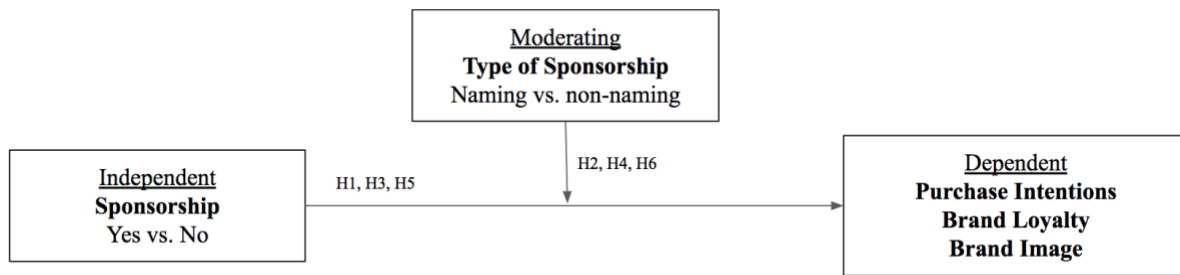 Moderating
Type of Sponsorship
Naming vs. non-naming
H2, H4, H6
Independent
Sponsorship
Yes vs. No
H1, H3, H5
Dependent
Purchase Intentions
Brand Loyalty
Brand Image